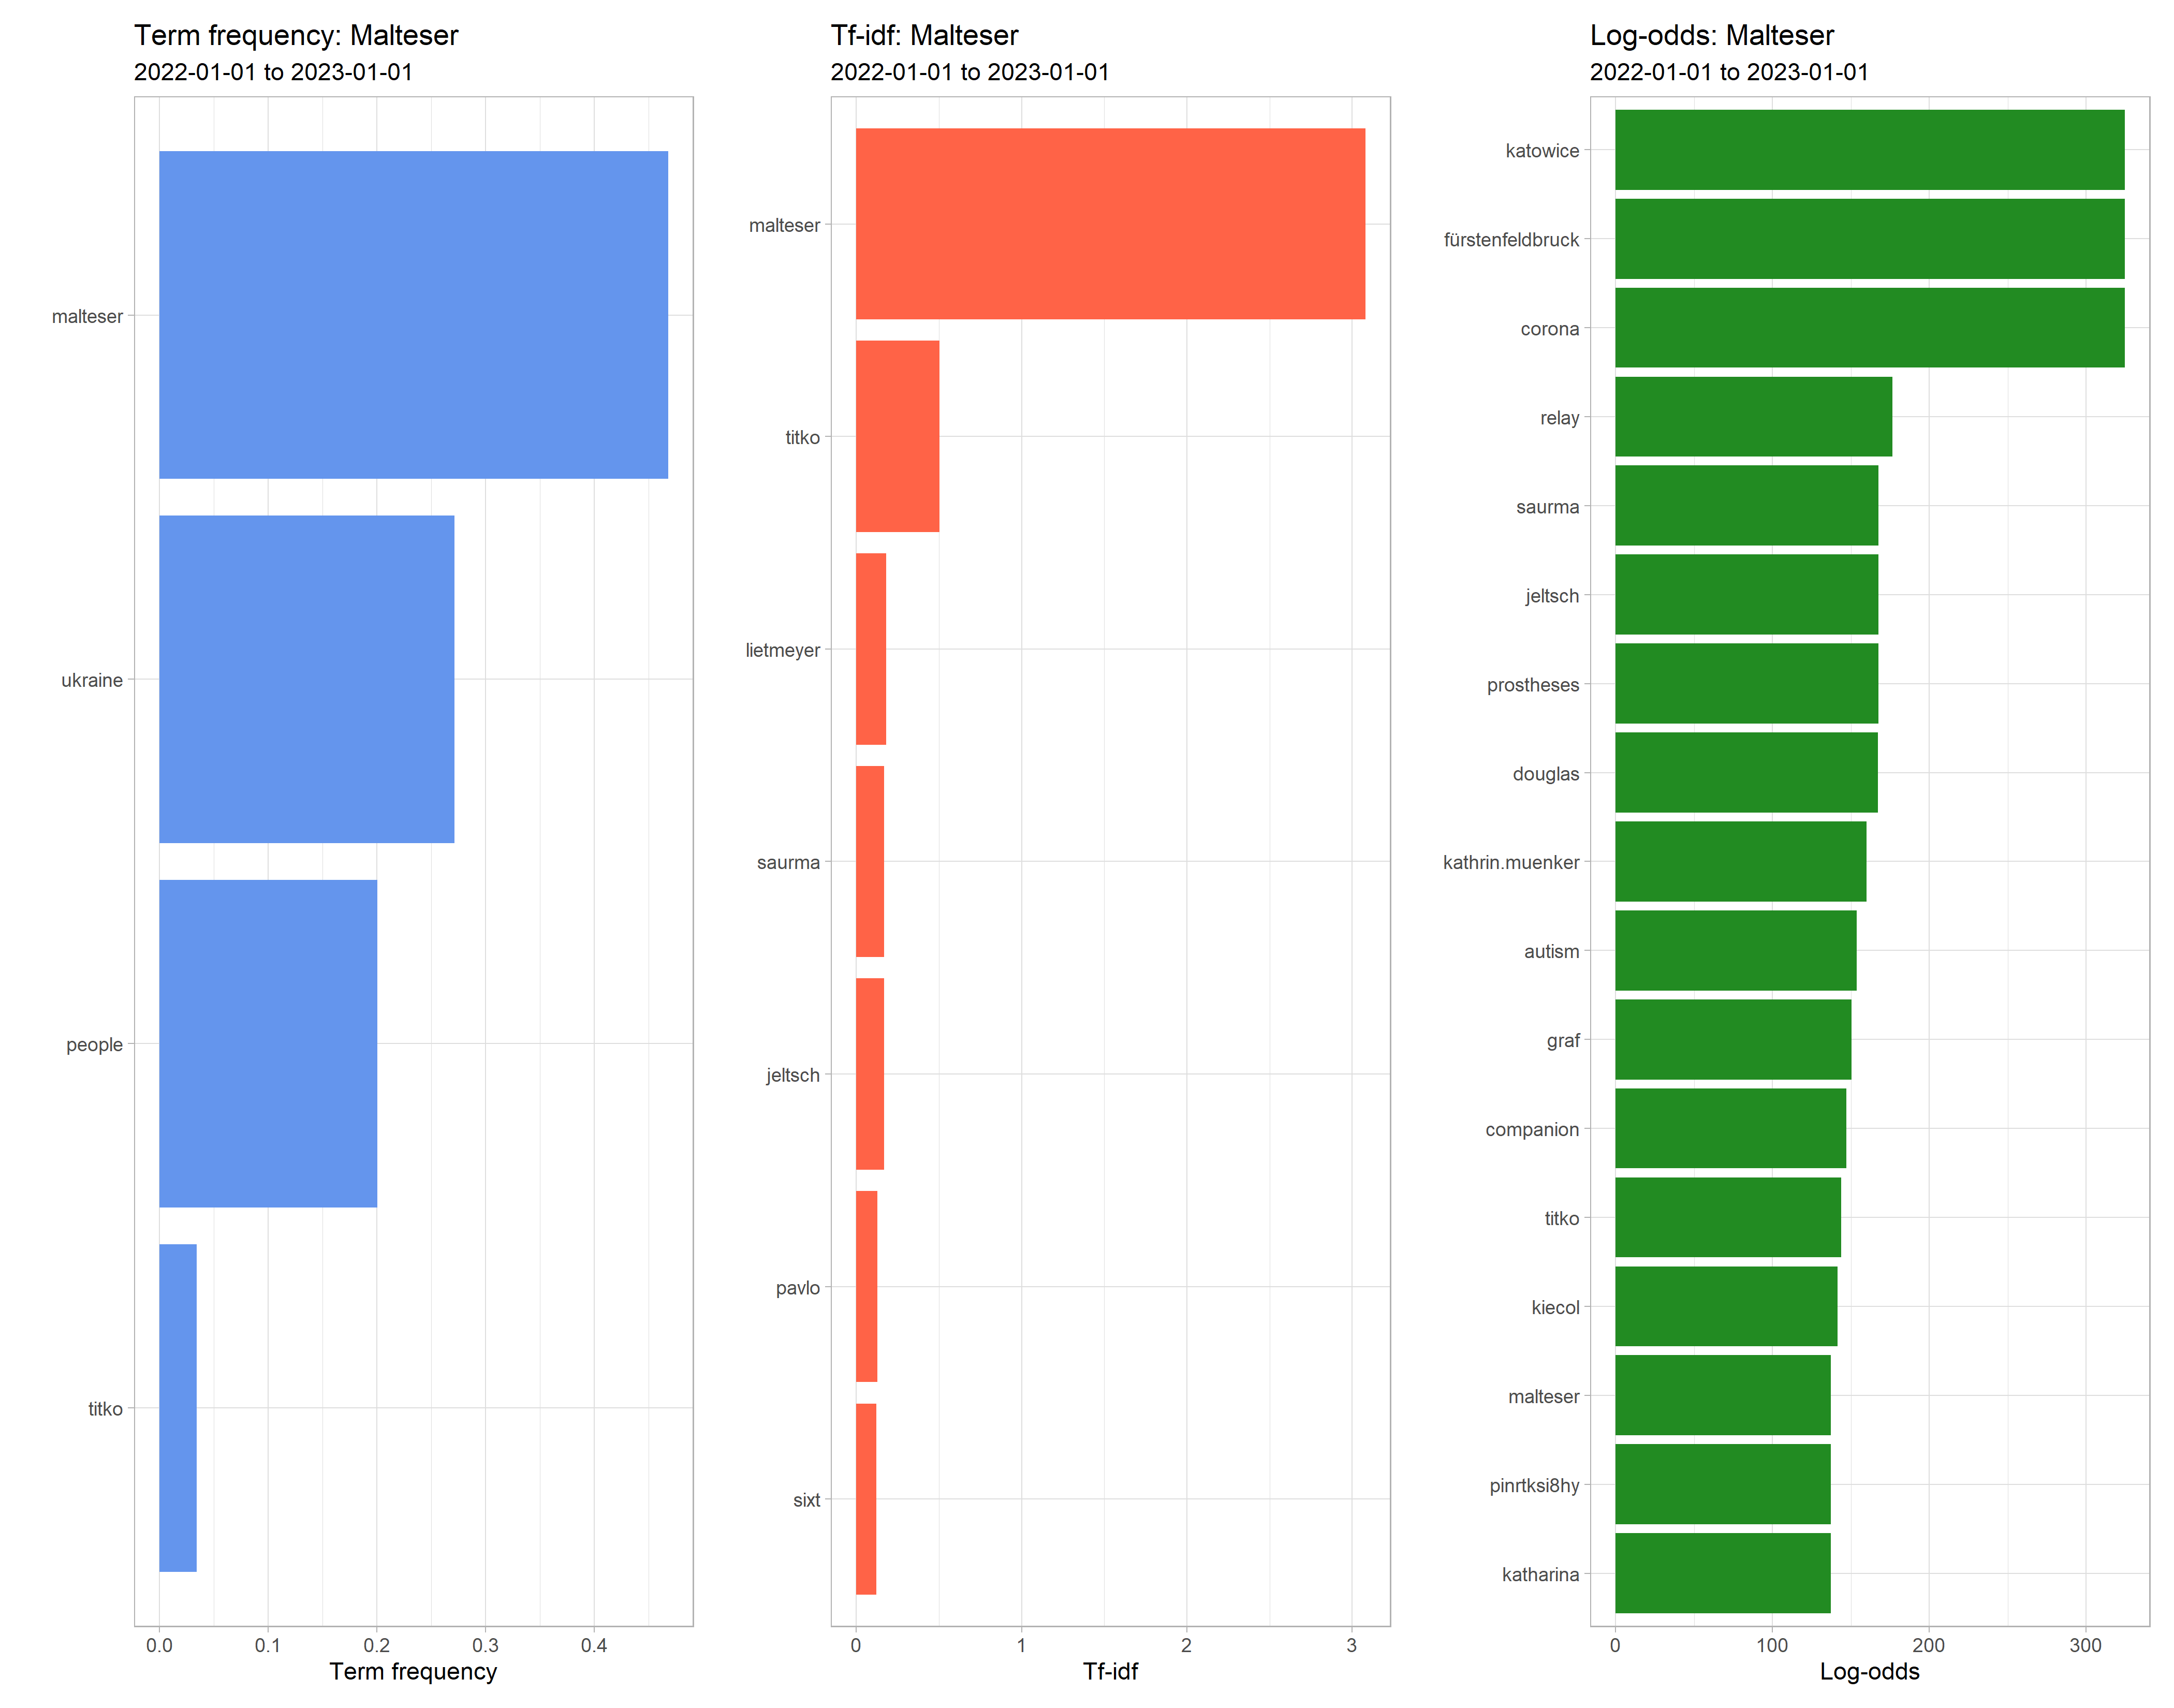 Term frequency: Malteser
2022-01-01 to 2023-01-01
malteser
ukraine
people
titko
0.0 0.1 0.2 0.3 0.4
Term frequency
Tf-idf: Malteser
2022-01-01 to 2023-01-01
malteser
titko
lietmeyer
saurma
jeltsch
pavlo
sixt
0 1 2 3
Tf-idf
Log-odds: Malteser
2022-01-01 to 2023-01-01
katowice
fürstenfeldbruck
corona
relay
saurma
jeltsch
prostheses
douglas
kathrin.muenker
autism
graf
companion
titko
kiecol
malteser
pinrtksi8hy
katharina
0 100 200 300
Log-odds